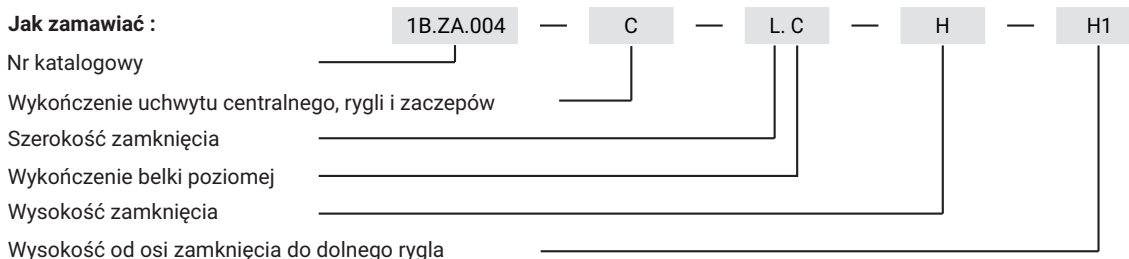 Jak zamawiać : 1B.ZA.004 — C — L. C — H — H1
Nr katalogowy
Wykończenie uchwytu centralnego, rygli i zaczepów
Szerokość zamknięcia
Wykończenie belki poziomej
Wysokość zamknięcia
Wysokość od osi zamknięcia do dolnego rygla